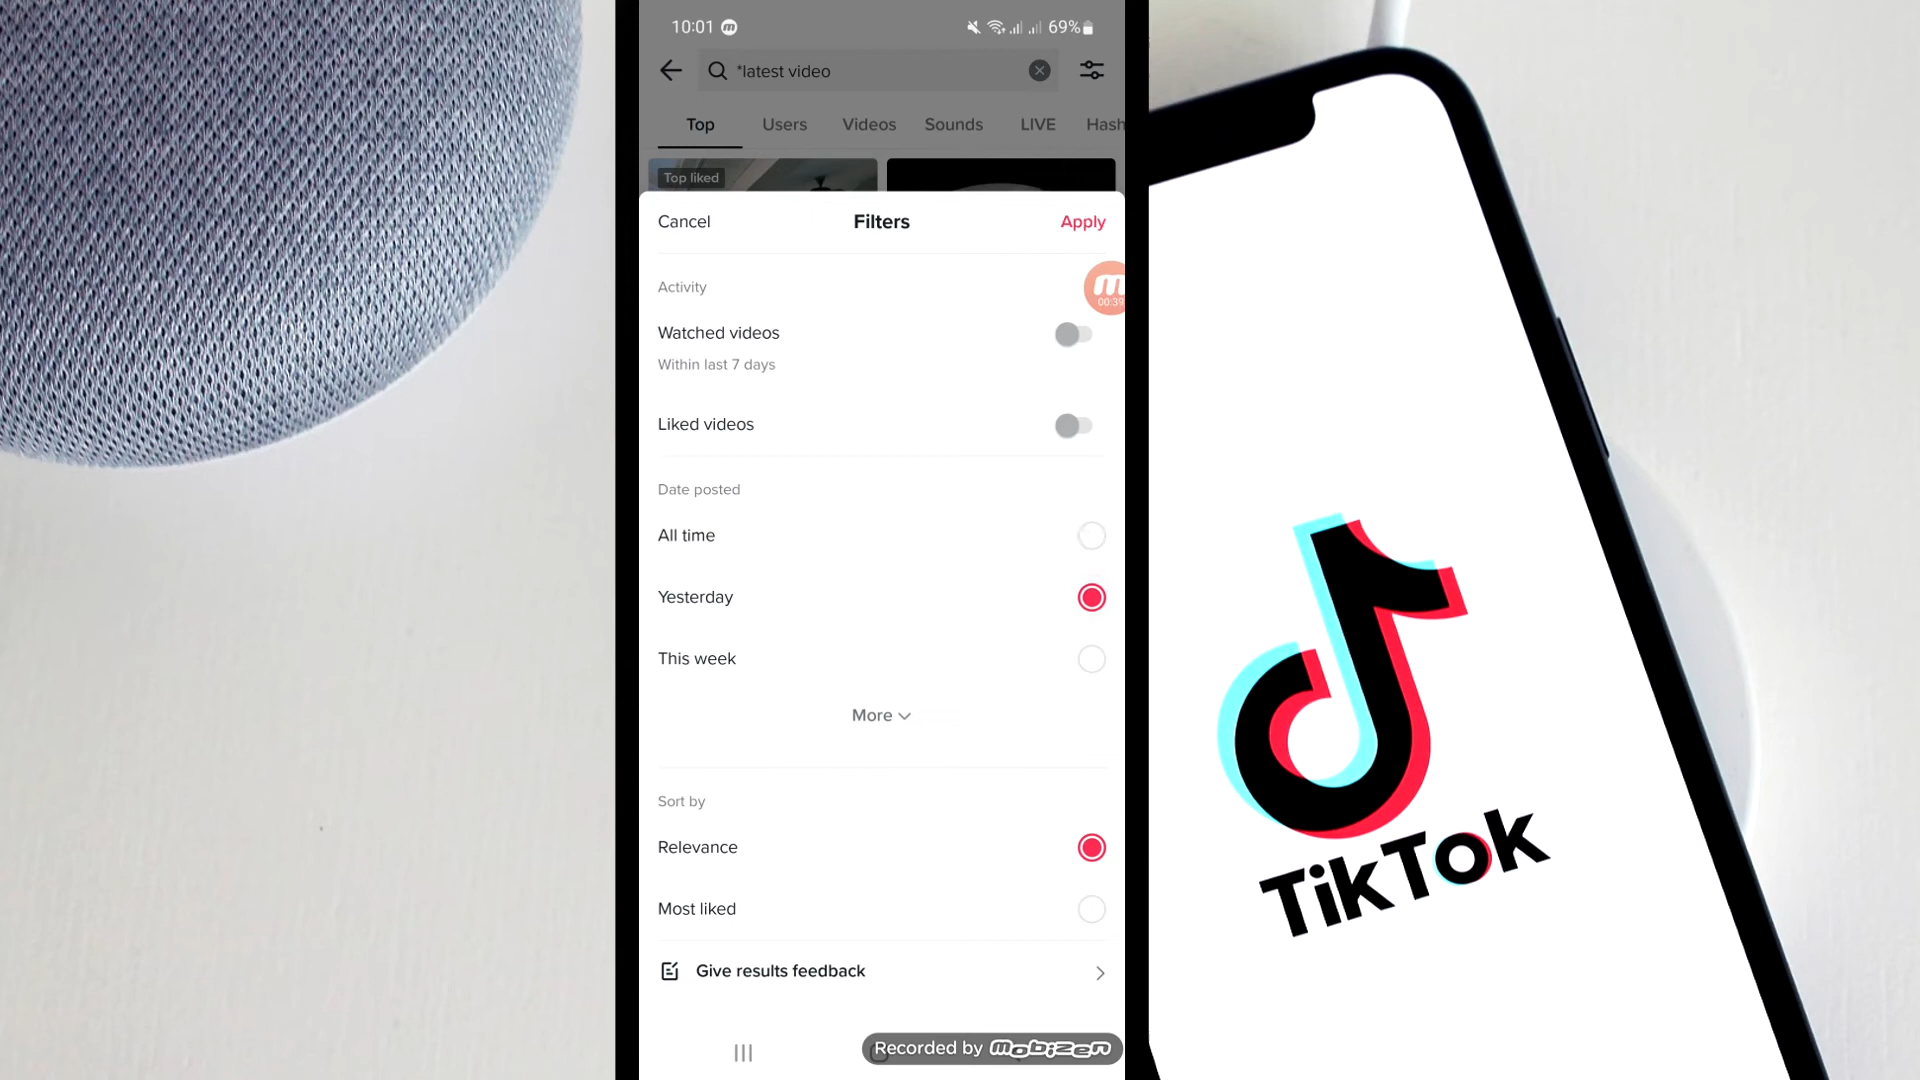 10:01
69%
*latest video
Top
Users
Videos
Sounds
LIVE
Hash
Top liked
Cancel
Filters
Apply
Activity
00:39
Watched videos
Within last 7 days
Liked videos
Date posted
All time
Yesterday
This week
More
Sort by
Relevance
Most liked
Give results feedback
Recorded by mobizen
TikTok